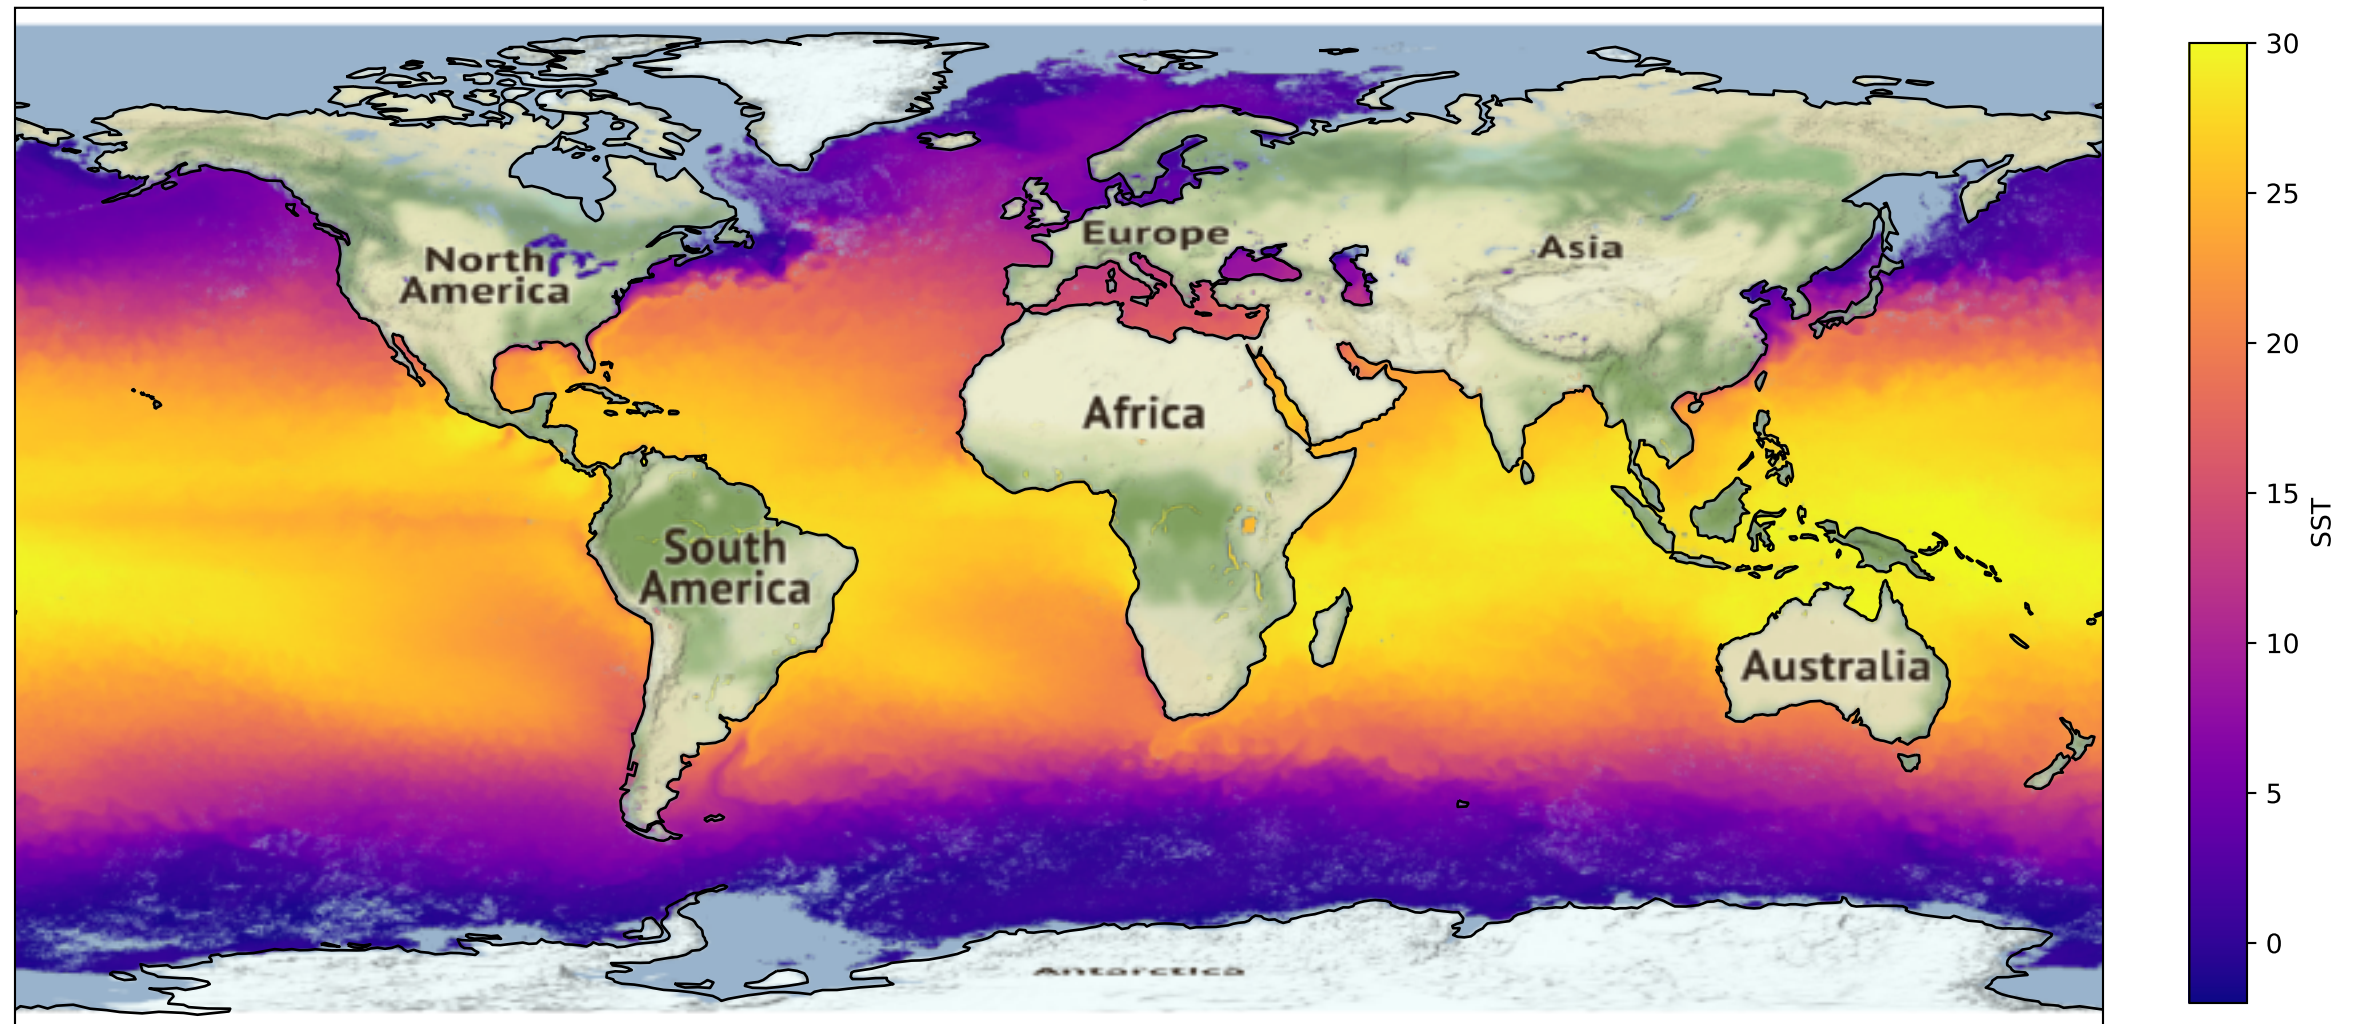 North
America
Europe
Asia
Africa
South
America
Australia
Antarctica
30
25
20
15
10
5
0
SST